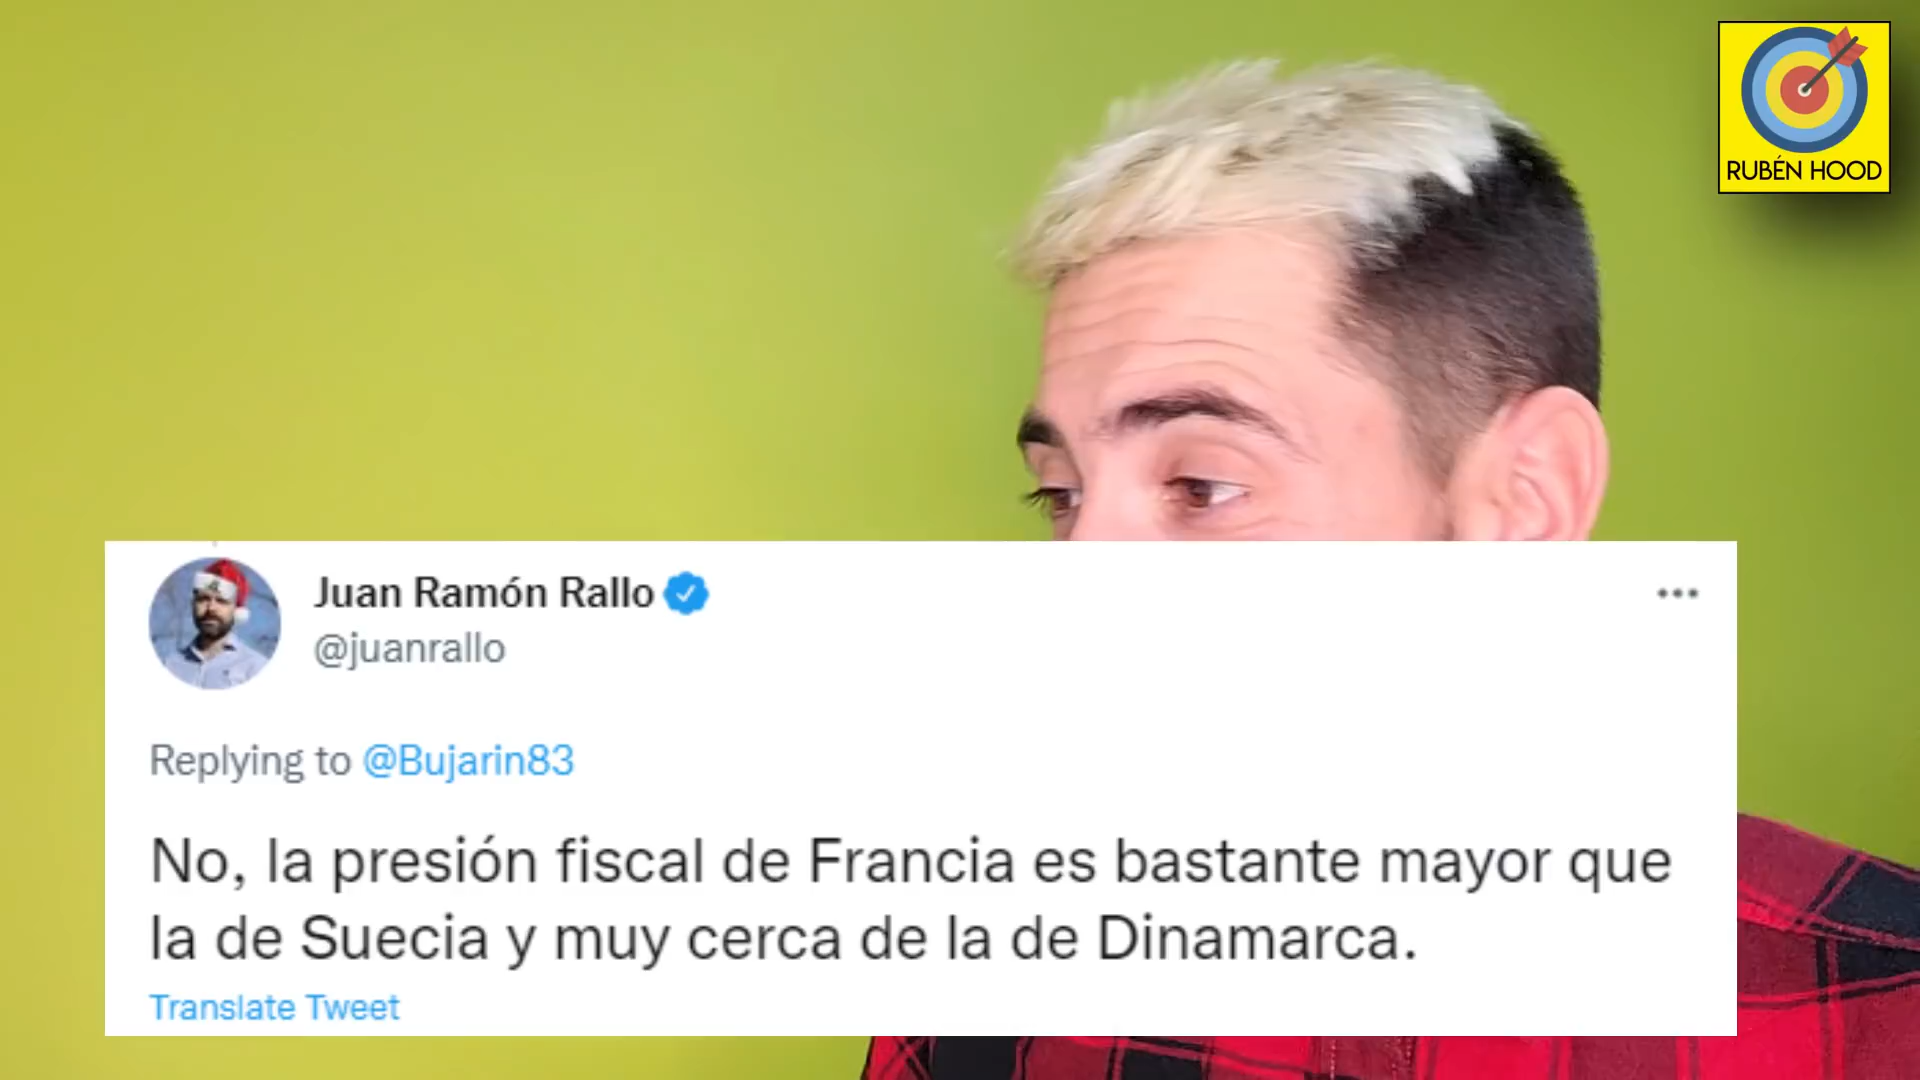 RUBÉN HOOD
Juan Ramón Rallo
@juanrallo
Replying to @Bujarin83
No, la presión fiscal de Francia es bastante mayor que
la de Suecia y muy cerca de la de Dinamarca.
Translate Tweet